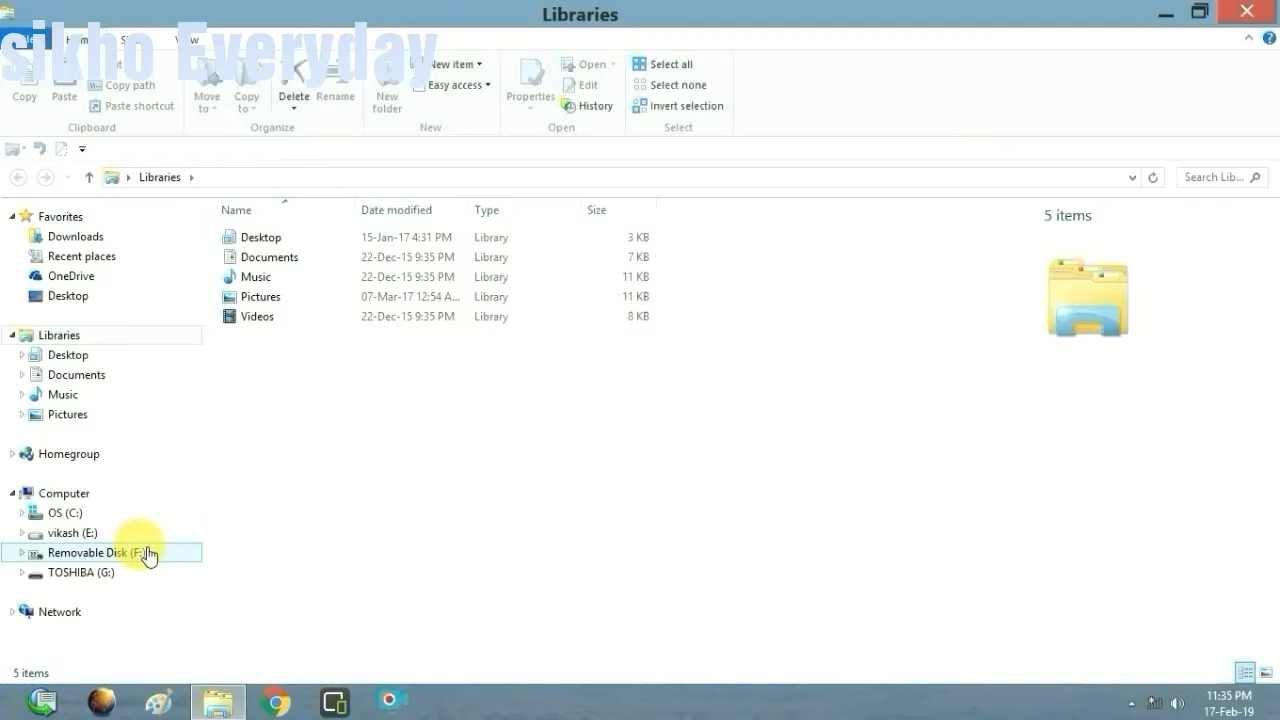 Libraries
sikho Everyday
New item
Open
Select all
Copy path
Easy access
Edit
Select none
Copy
Paste
Paste shortcut
Move to
Copy to
Delete
Rename
New folder
Properties
History
Invert selection
Clipboard
Organize
New
Open
Select
Libraries
Search Lib...
Favorites
Downloads
Recent places
OneDrive
Desktop
Libraries
Desktop
Documents
Music
Pictures
Homegroup
Computer
OS (C:)
vikash (E:)
Removable Disk (F:)
TOSHIBA (G:)
Network
Name Date modified Type Size
Desktop 15-Jan-17 4:31 PM Library 3 KB
Documents 22-Dec-15 9:35 PM Library 7 KB
Music 22-Dec-15 9:35 PM Library 11 KB
Pictures 07-Mar-17 12:54 A... Library 11 KB
Videos 22-Dec-15 9:35 PM Library 8 KB
5 items
5 items
11:35 PM
17-Feb-19